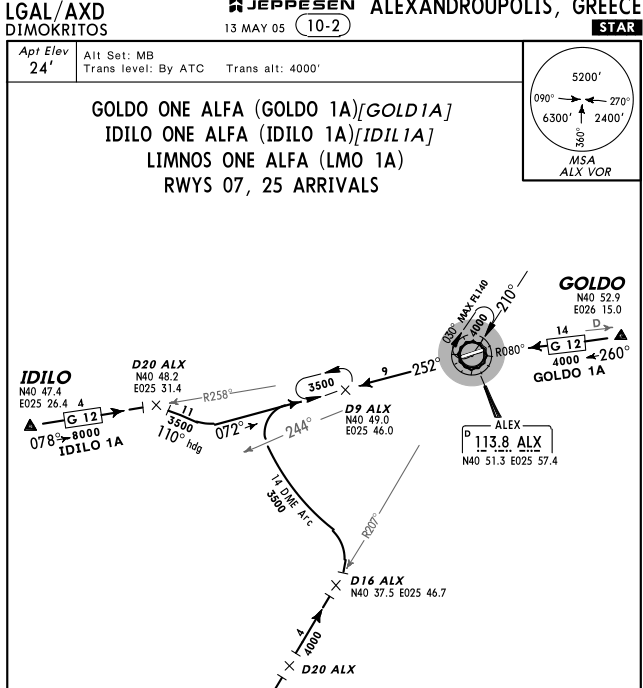 LGAL/AXD
DIMOKRITOS
JEPPESEN
13 MAY 05
10-2
ALEXANDROUPOLIS, GREECE
STAR
Apt Elev
24'
Alt Set: MB
Trans level: By ATC Trans alt: 4000'
GOLDO ONE ALFA (GOLDO 1A)[GOLD1A]
IDILO ONE ALFA (IDILO 1A)[IDIL1A]
LIMNOS ONE ALFA (LMO 1A)
RWYS 07, 25 ARRIVALS
5200'
090°
270°
6300'
2400'
360°
MSA
ALX VOR
GOLDO
N40 52.9
E026 15.0
D
14
G 12
4000
260°
GOLDO 1A
R080°
030° MAX FL140
4000
210°
252°
9
3500
D9 ALX
N40 49.0
E025 46.0
ALEX
D 113.8 ALX
N40 51.3 E025 57.4
D20 ALX
N40 48.2
E025 31.4
R258°
IDILO
N40 47.4
E025 26.4
4
G 12
078°
8000
IDILO 1A
11
3500
110° hdg
072°
244°
14 DME Arc
3500
R207°
D16 ALX
N40 37.5 E025 46.7
4
4000
D20 ALX